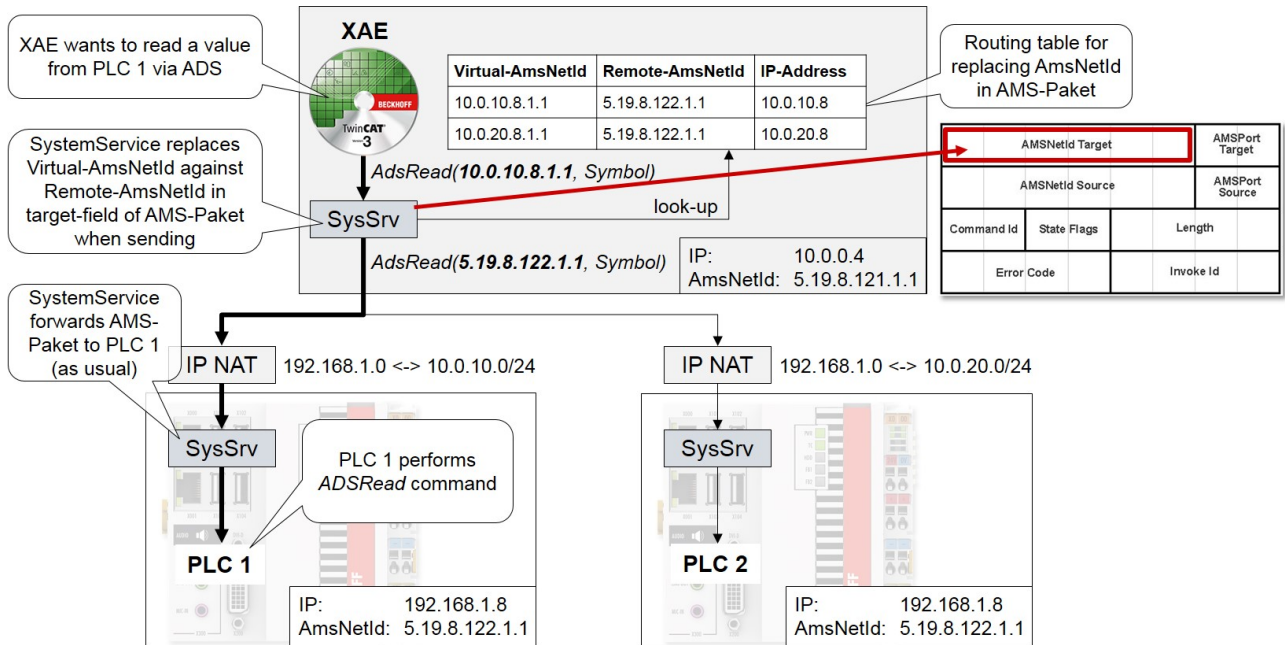 XAE wants to read a value
from PLC 1 via ADS
XAE
BECKHOFF
TwinCAT
3
Virtual-AmsNetId Remote-AmsNetId IP-Address
10.0.10.8.1.1 5.19.8.122.1.1 10.0.10.8
10.0.20.8.1.1 5.19.8.122.1.1 10.0.20.8
Routing table for
replacing AmsNetId
in AMS-Paket
AMSNetId Target AMSPort Target
AMSNetId Source AMSPort Source
Command Id State Flags Length
Error Code Invoke Id
SystemService replaces
Virtual-AmsNetId against
Remote-AmsNetId in
target-field of AMS-Paket
when sending
AdsRead(10.0.10.8.1.1, Symbol)
SysSrv
look-up
AdsRead(5.19.8.122.1.1, Symbol)
IP: 10.0.0.4
AmsNetId: 5.19.8.121.1.1
SystemService
forwards AMS-
Paket to PLC 1
(as usual)
IP NAT 192.168.1.0 <-> 10.0.10.0/24
IP NAT 192.168.1.0 <-> 10.0.20.0/24
SysSrv
PLC 1 performs
ADSRead command
PLC 1
IP: 192.168.1.8
AmsNetId: 5.19.8.122.1.1
SysSrv
PLC 2
IP: 192.168.1.8
AmsNetId: 5.19.8.122.1.1